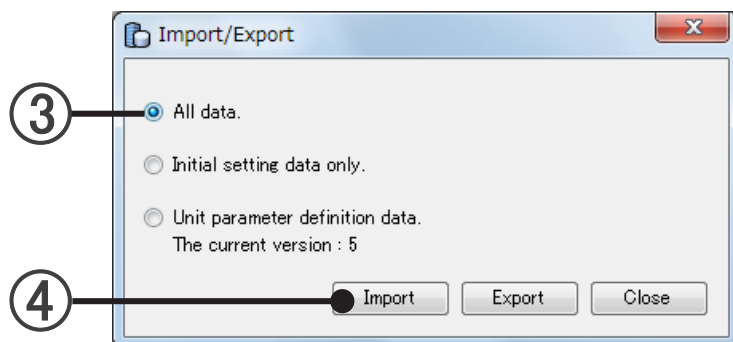 Import/Export
③
All data.
Initial setting data only.
Unit parameter definition data.
The current version : 5
④
Import Export Close